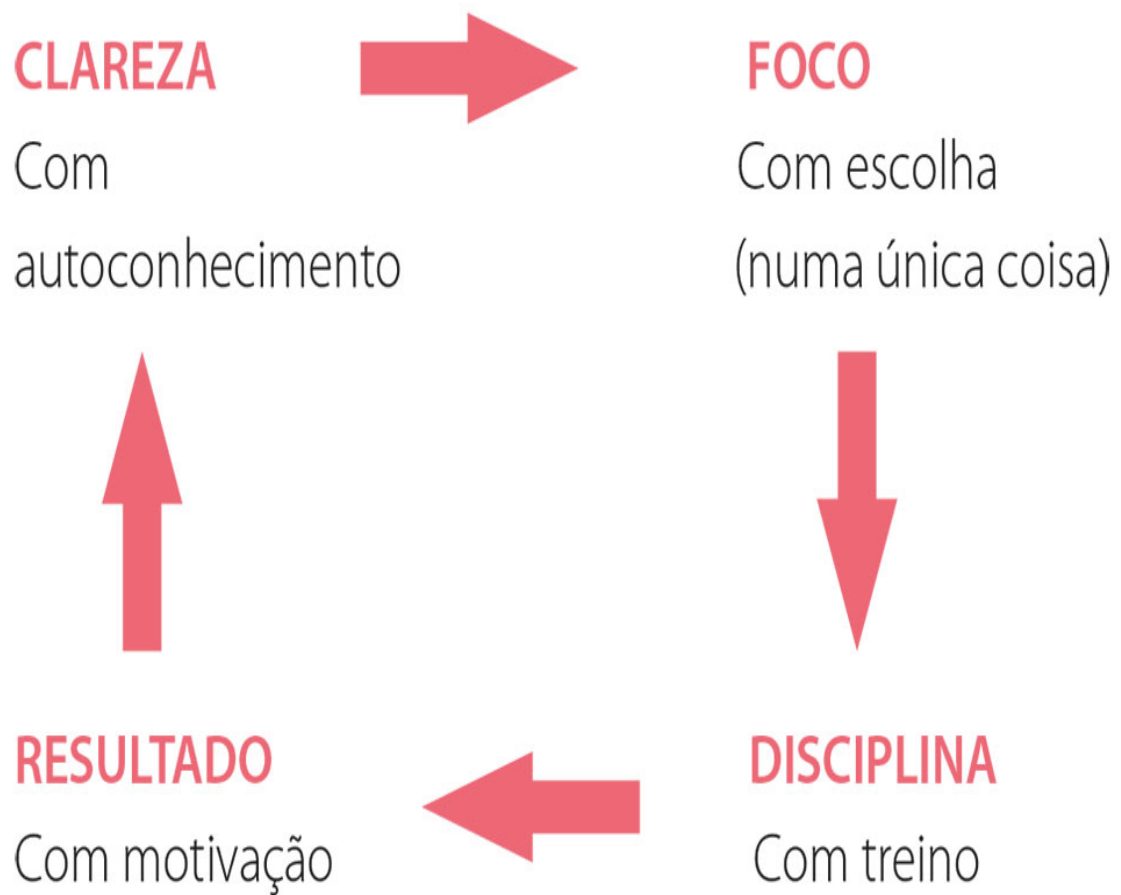 CLAREZA
Com
autoconhecimento
FOCO
Com escolha
(numa única coisa)
RESULTADO
Com motivação
DISCIPLINA
Com treino